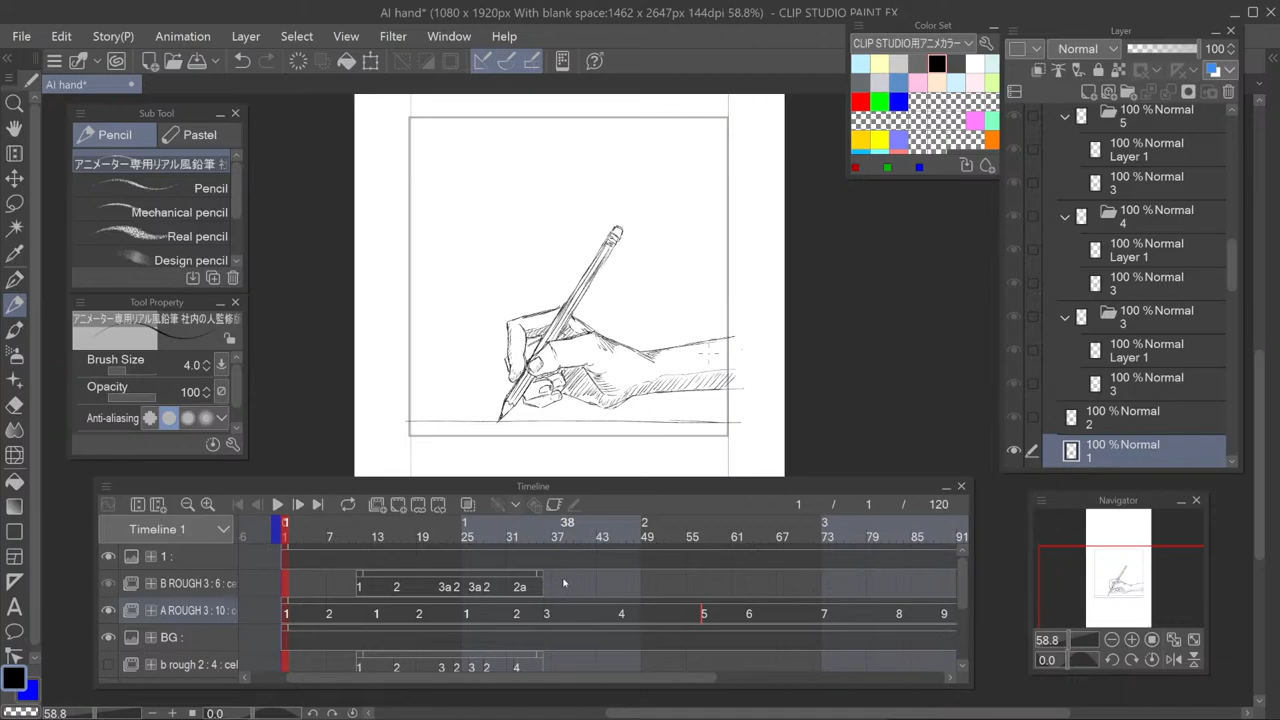 AI hand* (1080 x 1920px With blank space:1462 x 2647px 144dpi 58.8%) - CLIP STUDIO PAINT EX
File Edit Story(P) Animation Layer Select View Filter Window Help
AI hand*
Sub Tool
Pencil Pastel
アニメーター専用リアル風鉛筆 社
Pencil
Mechanical pencil
Real pencil
Design pencil
Tool Property
アニメーター専用リアル風鉛筆 社内の人監修
Brush Size 4.0
Opacity 100
Anti-aliasing
Color Set
CLIP STUDIO用アニメカラー
Layer
Normal 100
100 %Normal
5
100 %Normal
Layer 1
100 %Normal
3
100 %Normal
4
100 %Normal
Layer 1
100 %Normal
3
100 %Normal
3
100 %Normal
Layer 1
100 %Normal
3
100 %Normal
2
100 %Normal
1
Timeline
1 / 1 / 120
Timeline 1
1 1 38 2 3
6 1 7 13 19 25 31 37 43 49 55 61 67 73 79 85 91
1 :
B ROUGH 3 : 6 : ce 1 2 3a 2 3a 2 2a
A ROUGH 3 : 10 : c 1 2 1 2 1 2 3 4 5 6 7 8 9
BG :
b rough 2 : 4 : cel 1 2 3 2 3 2 4
Navigator
58.8
0.0
58.8 0.0